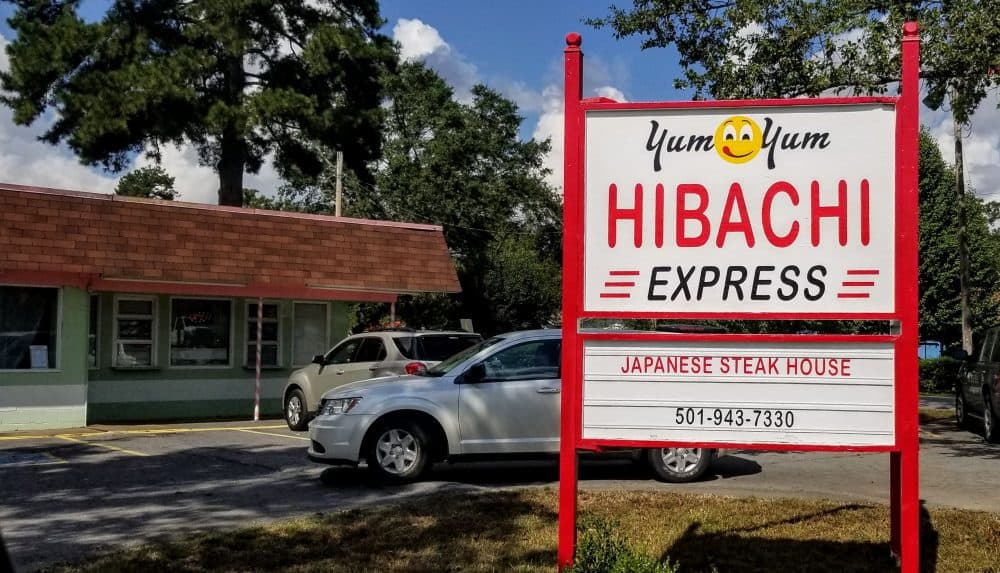 Yum Yum
HIBACHI
EXPRESS
JAPANESE STEAK HOUSE
501-943-7330